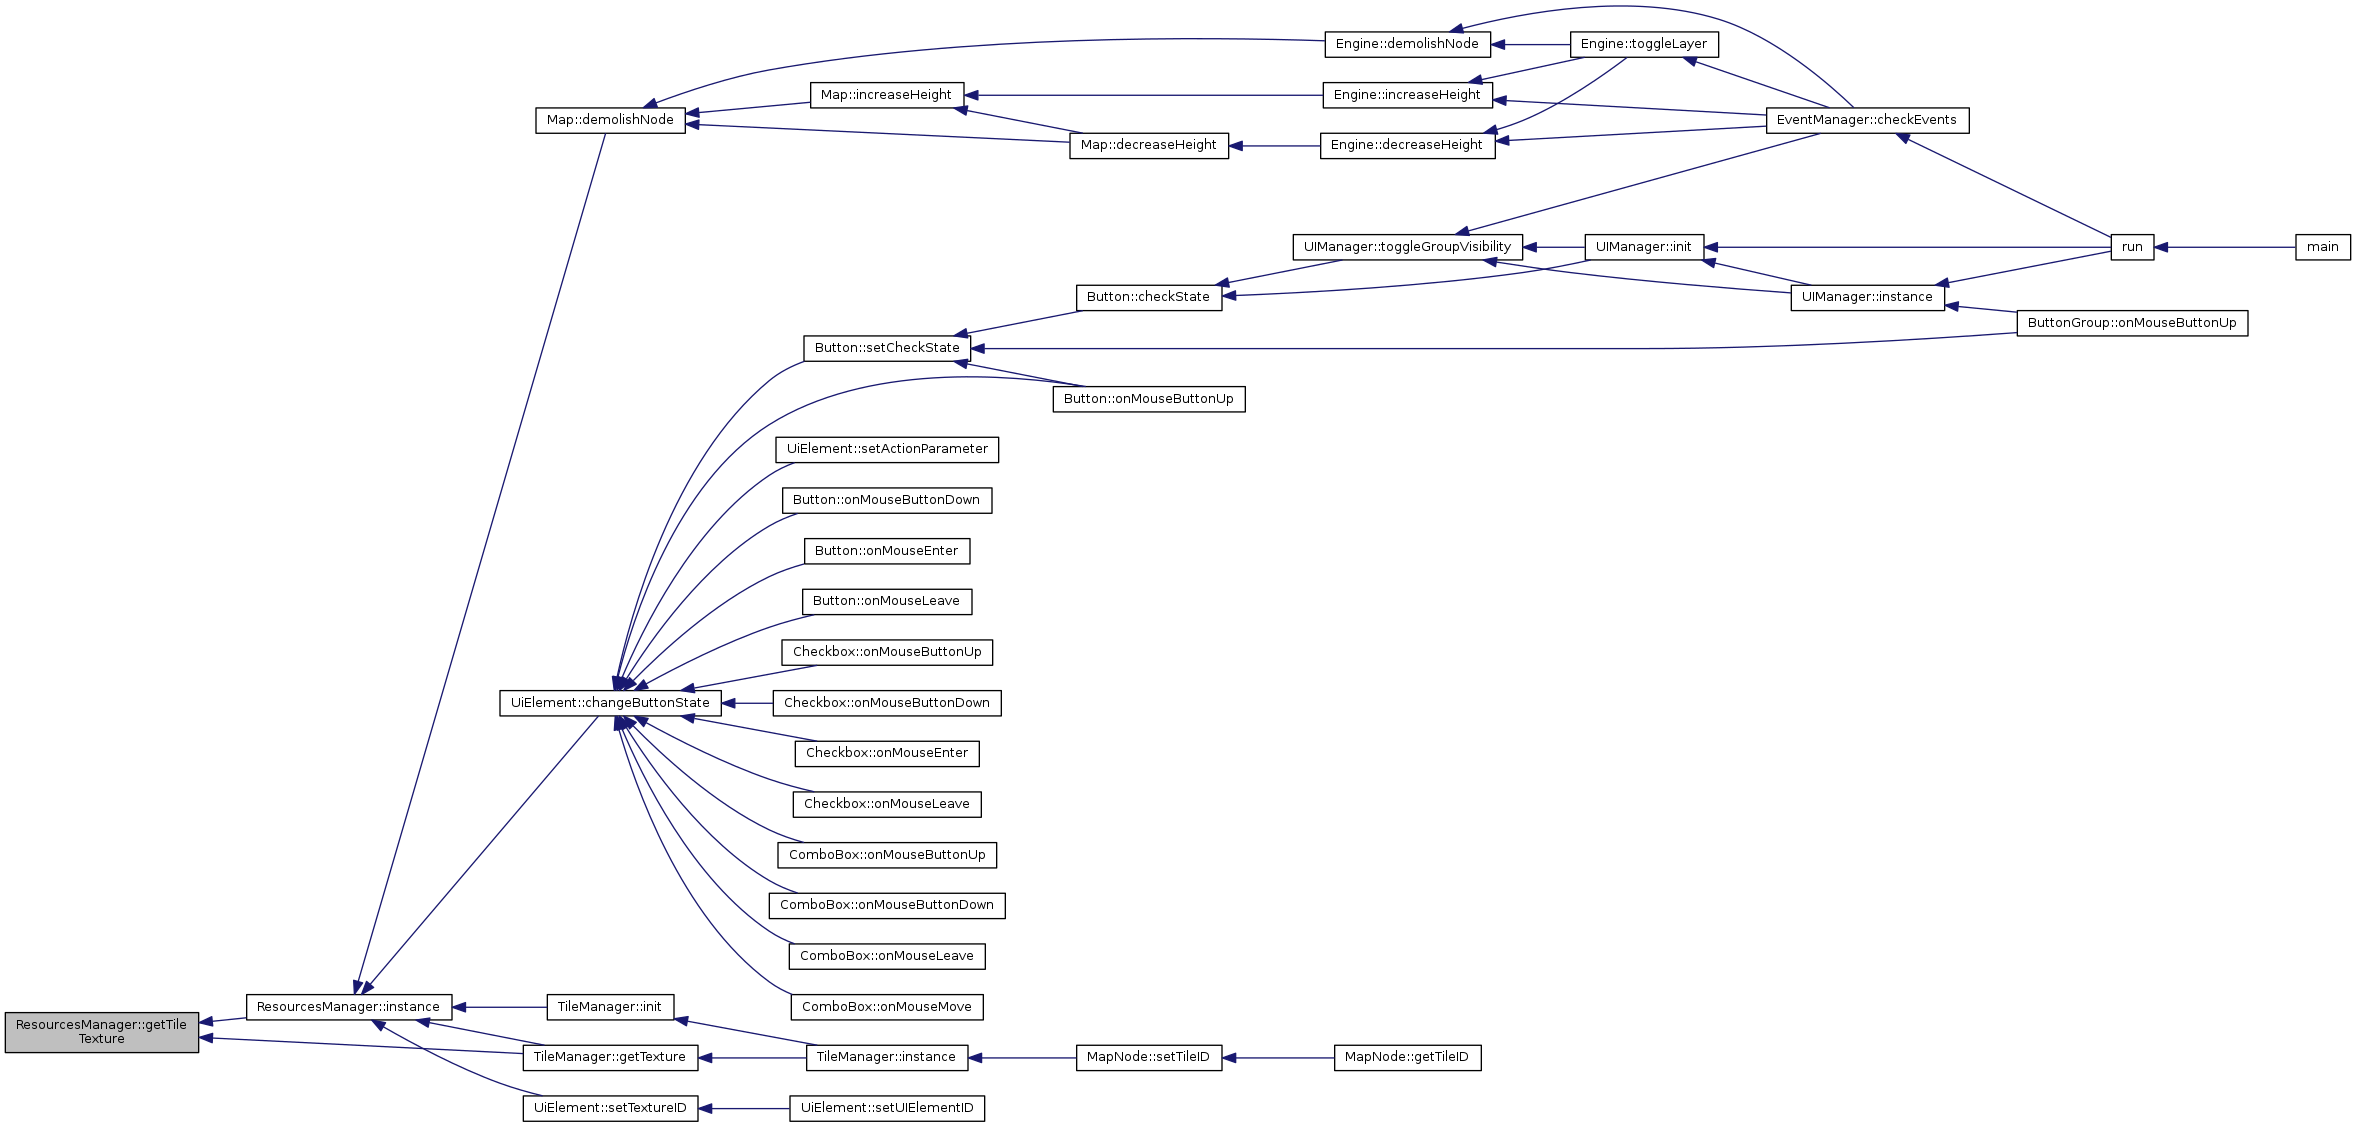 Engine::demolishNode
Engine::toggleLayer
Map::increaseHeight
Engine::increaseHeight
Map::demolishNode
EventManager::checkEvents
Map::decreaseHeight
Engine::decreaseHeight
UIManager::toggleGroupVisibility
UIManager::init
run
main
Button::checkState
UIManager::instance
ButtonGroup::onMouseButtonUp
Button::setCheckState
Button::onMouseButtonUp
UiElement::setActionParameter
Button::onMouseButtonDown
Button::onMouseEnter
Button::onMouseLeave
Checkbox::onMouseButtonUp
UiElement::changeButtonState
Checkbox::onMouseButtonDown
Checkbox::onMouseEnter
Checkbox::onMouseLeave
ComboBox::onMouseButtonUp
ComboBox::onMouseButtonDown
ComboBox::onMouseLeave
ResourcesManager::instance
TileManager::init
ComboBox::onMouseMove
ResourcesManager::getTile
Texture
TileManager::getTexture
TileManager::instance
MapNode::setTileID
MapNode::getTileID
UiElement::setTextureID
UiElement::setUIElementID